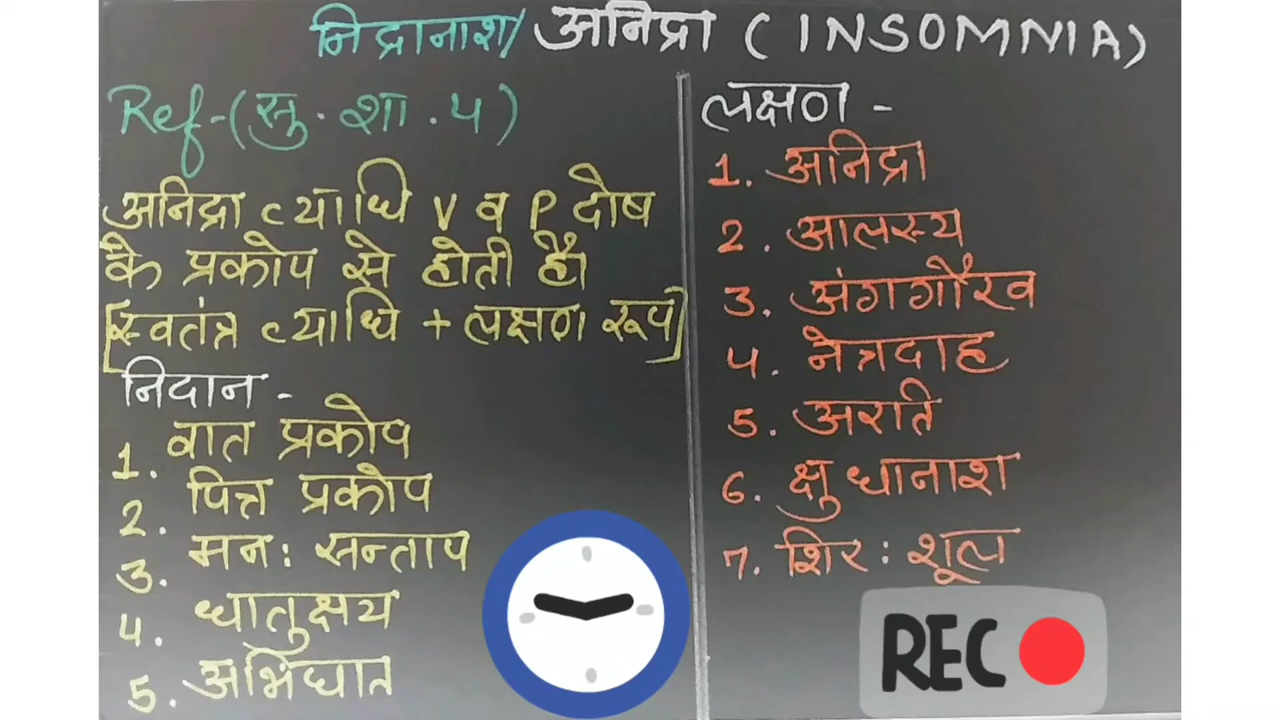 निद्रानाश/ अनिद्रा (INSOMNIA)
Ref-(सु. शा. 4)
अनिद्रा व्याधि V व P दोष
के प्रकोप से होती है।
[स्वतंत्र व्याधि + लक्षण रूप]
निदान -
1. वात प्रकोप
2. पित्त प्रकोप
3. मनः सन्ताप
4. धातुक्षय
5. अभिघात
लक्षण -
1. अनिद्रा
2. आलस्य
3. अंगगौरव
4. नेत्रदाह
5. अरति
6. क्षुधानाश
7. शिरः शूल
REC